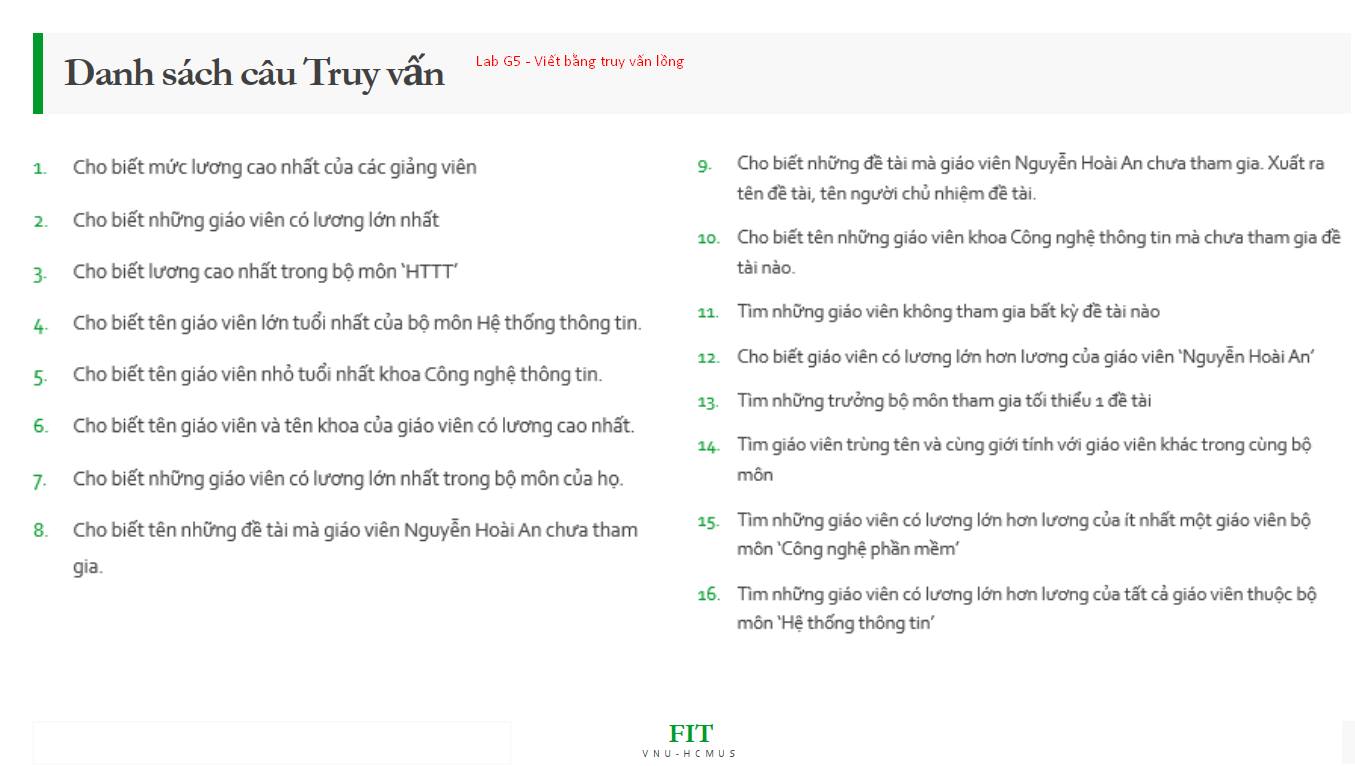 Danh sách câu Truy vấn
Lab G5 - Viết bằng truy vấn lồng
1. Cho biết mức lương cao nhất của các giảng viên
2. Cho biết những giáo viên có lương lớn nhất
3. Cho biết lương cao nhất trong bộ môn ‘HTTT’
4. Cho biết tên giáo viên lớn tuổi nhất của bộ môn Hệ thống thông tin.
5. Cho biết tên giáo viên nhỏ tuổi nhất khoa Công nghệ thông tin.
6. Cho biết tên giáo viên và tên khoa của giáo viên có lương cao nhất.
7. Cho biết những giáo viên có lương lớn nhất trong bộ môn của họ.
8. Cho biết tên những đề tài mà giáo viên Nguyễn Hoài An chưa tham
gia.
9. Cho biết những đề tài mà giáo viên Nguyễn Hoài An chưa tham gia. Xuất ra
tên đề tài, tên người chủ nhiệm đề tài.
10. Cho biết tên những giáo viên khoa Công nghệ thông tin mà chưa tham gia đề
tài nào.
11. Tìm những giáo viên không tham gia bất kỳ đề tài nào
12. Cho biết giáo viên có lương lớn hơn lương của giáo viên ‘Nguyễn Hoài An’
13. Tìm những trưởng bộ môn tham gia tối thiểu 1 đề tài
14. Tìm giáo viên trùng tên và cùng giới tính với giáo viên khác trong cùng bộ
môn
15. Tìm những giáo viên có lương lớn hơn lương của ít nhất một giáo viên bộ
môn ‘Công nghệ phần mềm’
16. Tìm những giáo viên có lương lớn hơn lương của tất cả giáo viên thuộc bộ
môn ‘Hệ thống thông tin’
FIT
VNU-HCMUS